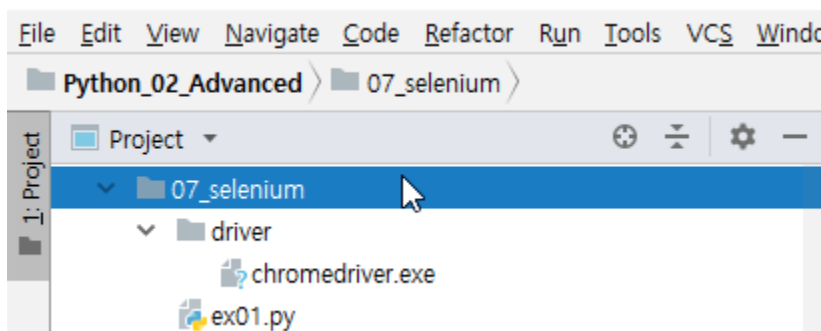 File Edit View Navigate Code Refactor Run Tools VCS Windo
Python_02_Advanced 07_selenium
1: Project
Project
07_selenium
driver
chromedriver.exe
ex01.py